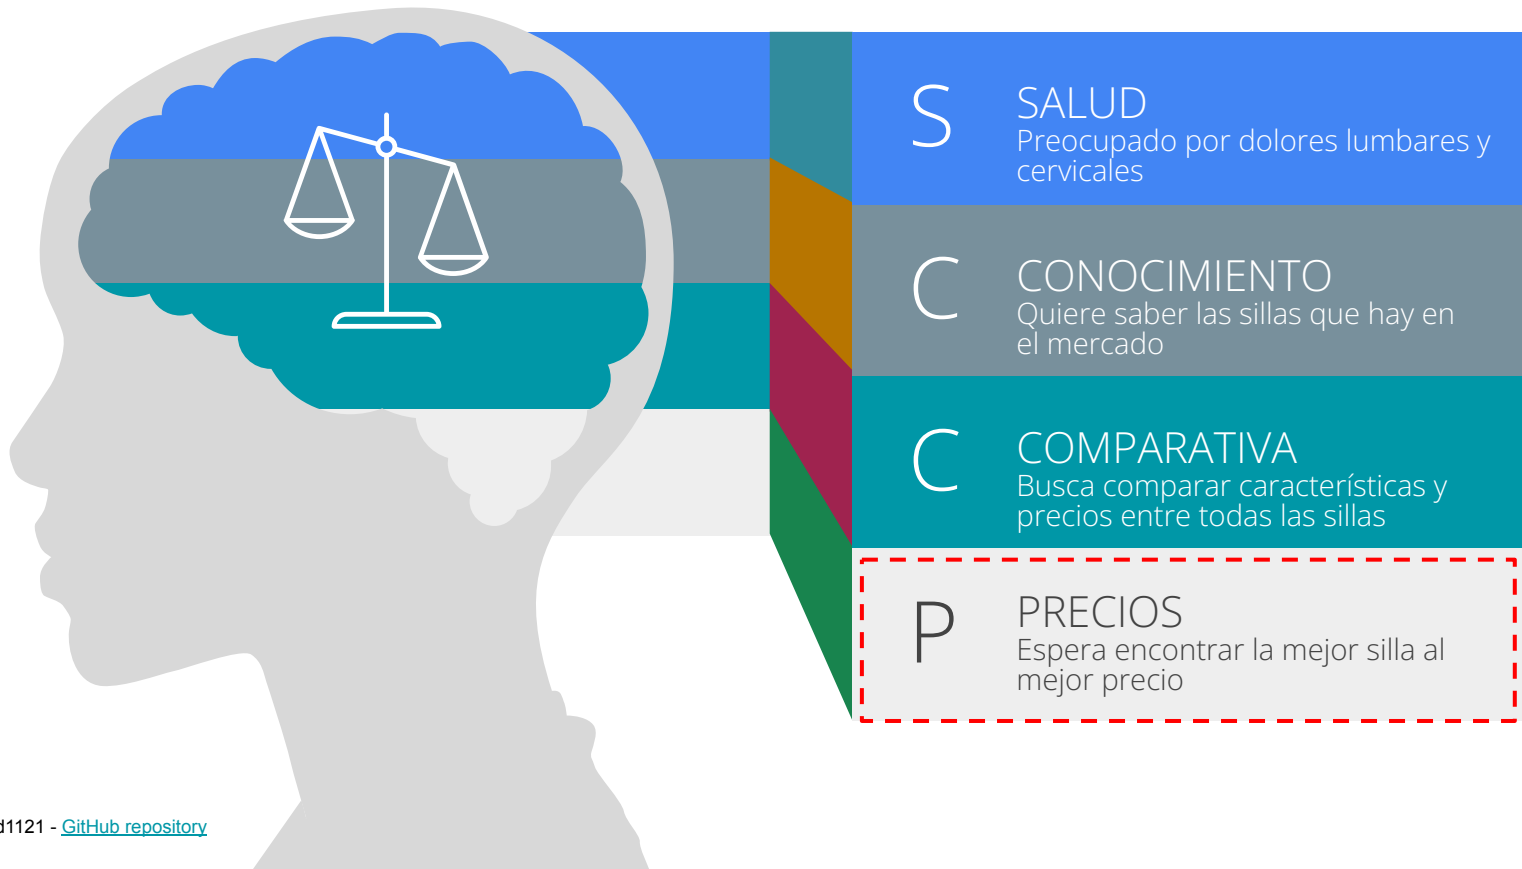 S
SALUD
Preocupado por dolores lumbares y
cervicales
C
CONOCIMIENTO
Quiere saber las sillas que hay en
el mercado
C
COMPARATIVA
Busca comparar características y
precios entre todas las sillas
P
PRECIOS
Espera encontrar la mejor silla al
mejor precio
d1121 - GitHub repository